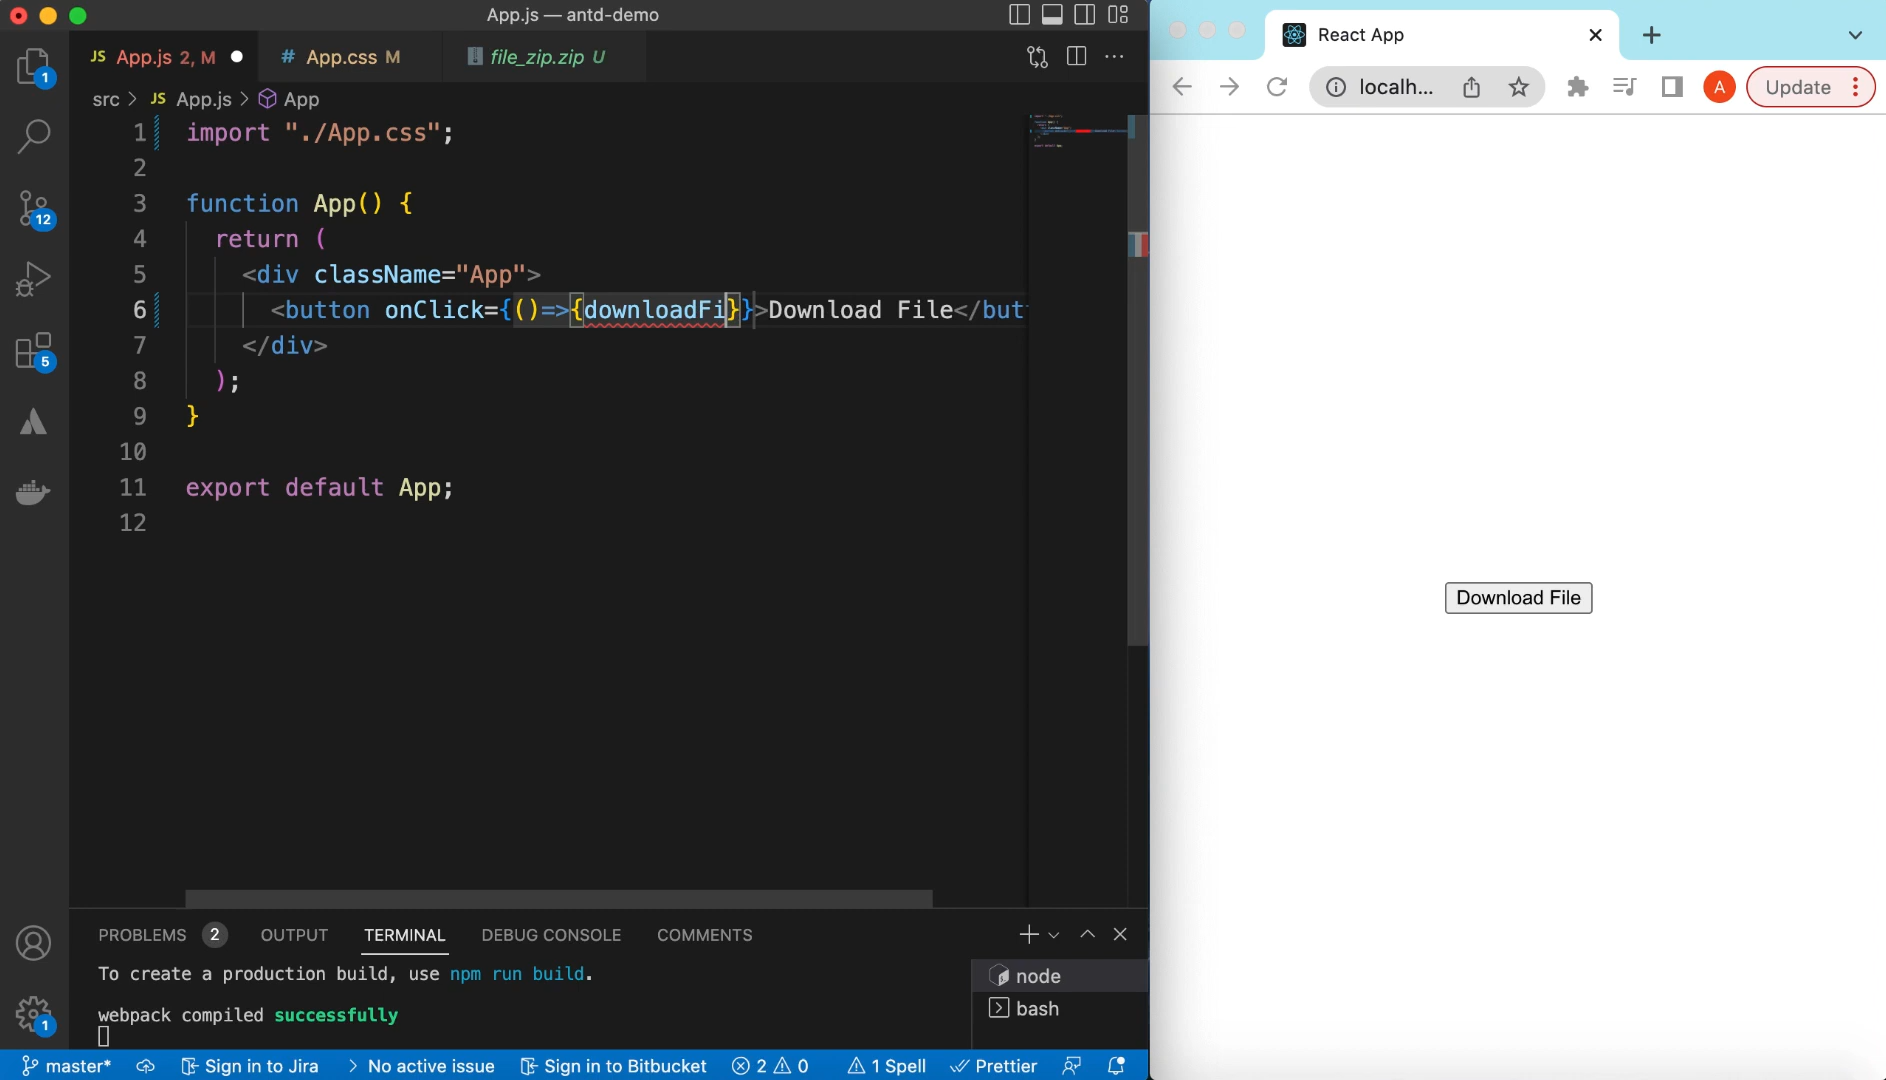 App.js — antd-demo
JS App.js 2, M
# App.css M
file_zip.zip U
src > JS App.js > App
1 import "./App.css";
2
3 function App() {
4 return (
5 <div className="App">
6 <button onClick={()=>{downloadFi}}>Download File</but
7 </div>
8 );
9 }
10
11 export default App;
12
1
12
5
1
PROBLEMS 2 OUTPUT TERMINAL DEBUG CONSOLE COMMENTS
To create a production build, use npm run build.
webpack compiled successfully
node
bash
master* Sign in to Jira > No active issue Sign in to Bitbucket 2 0 1 Spell Prettier
React App
localh... A Update
Download File